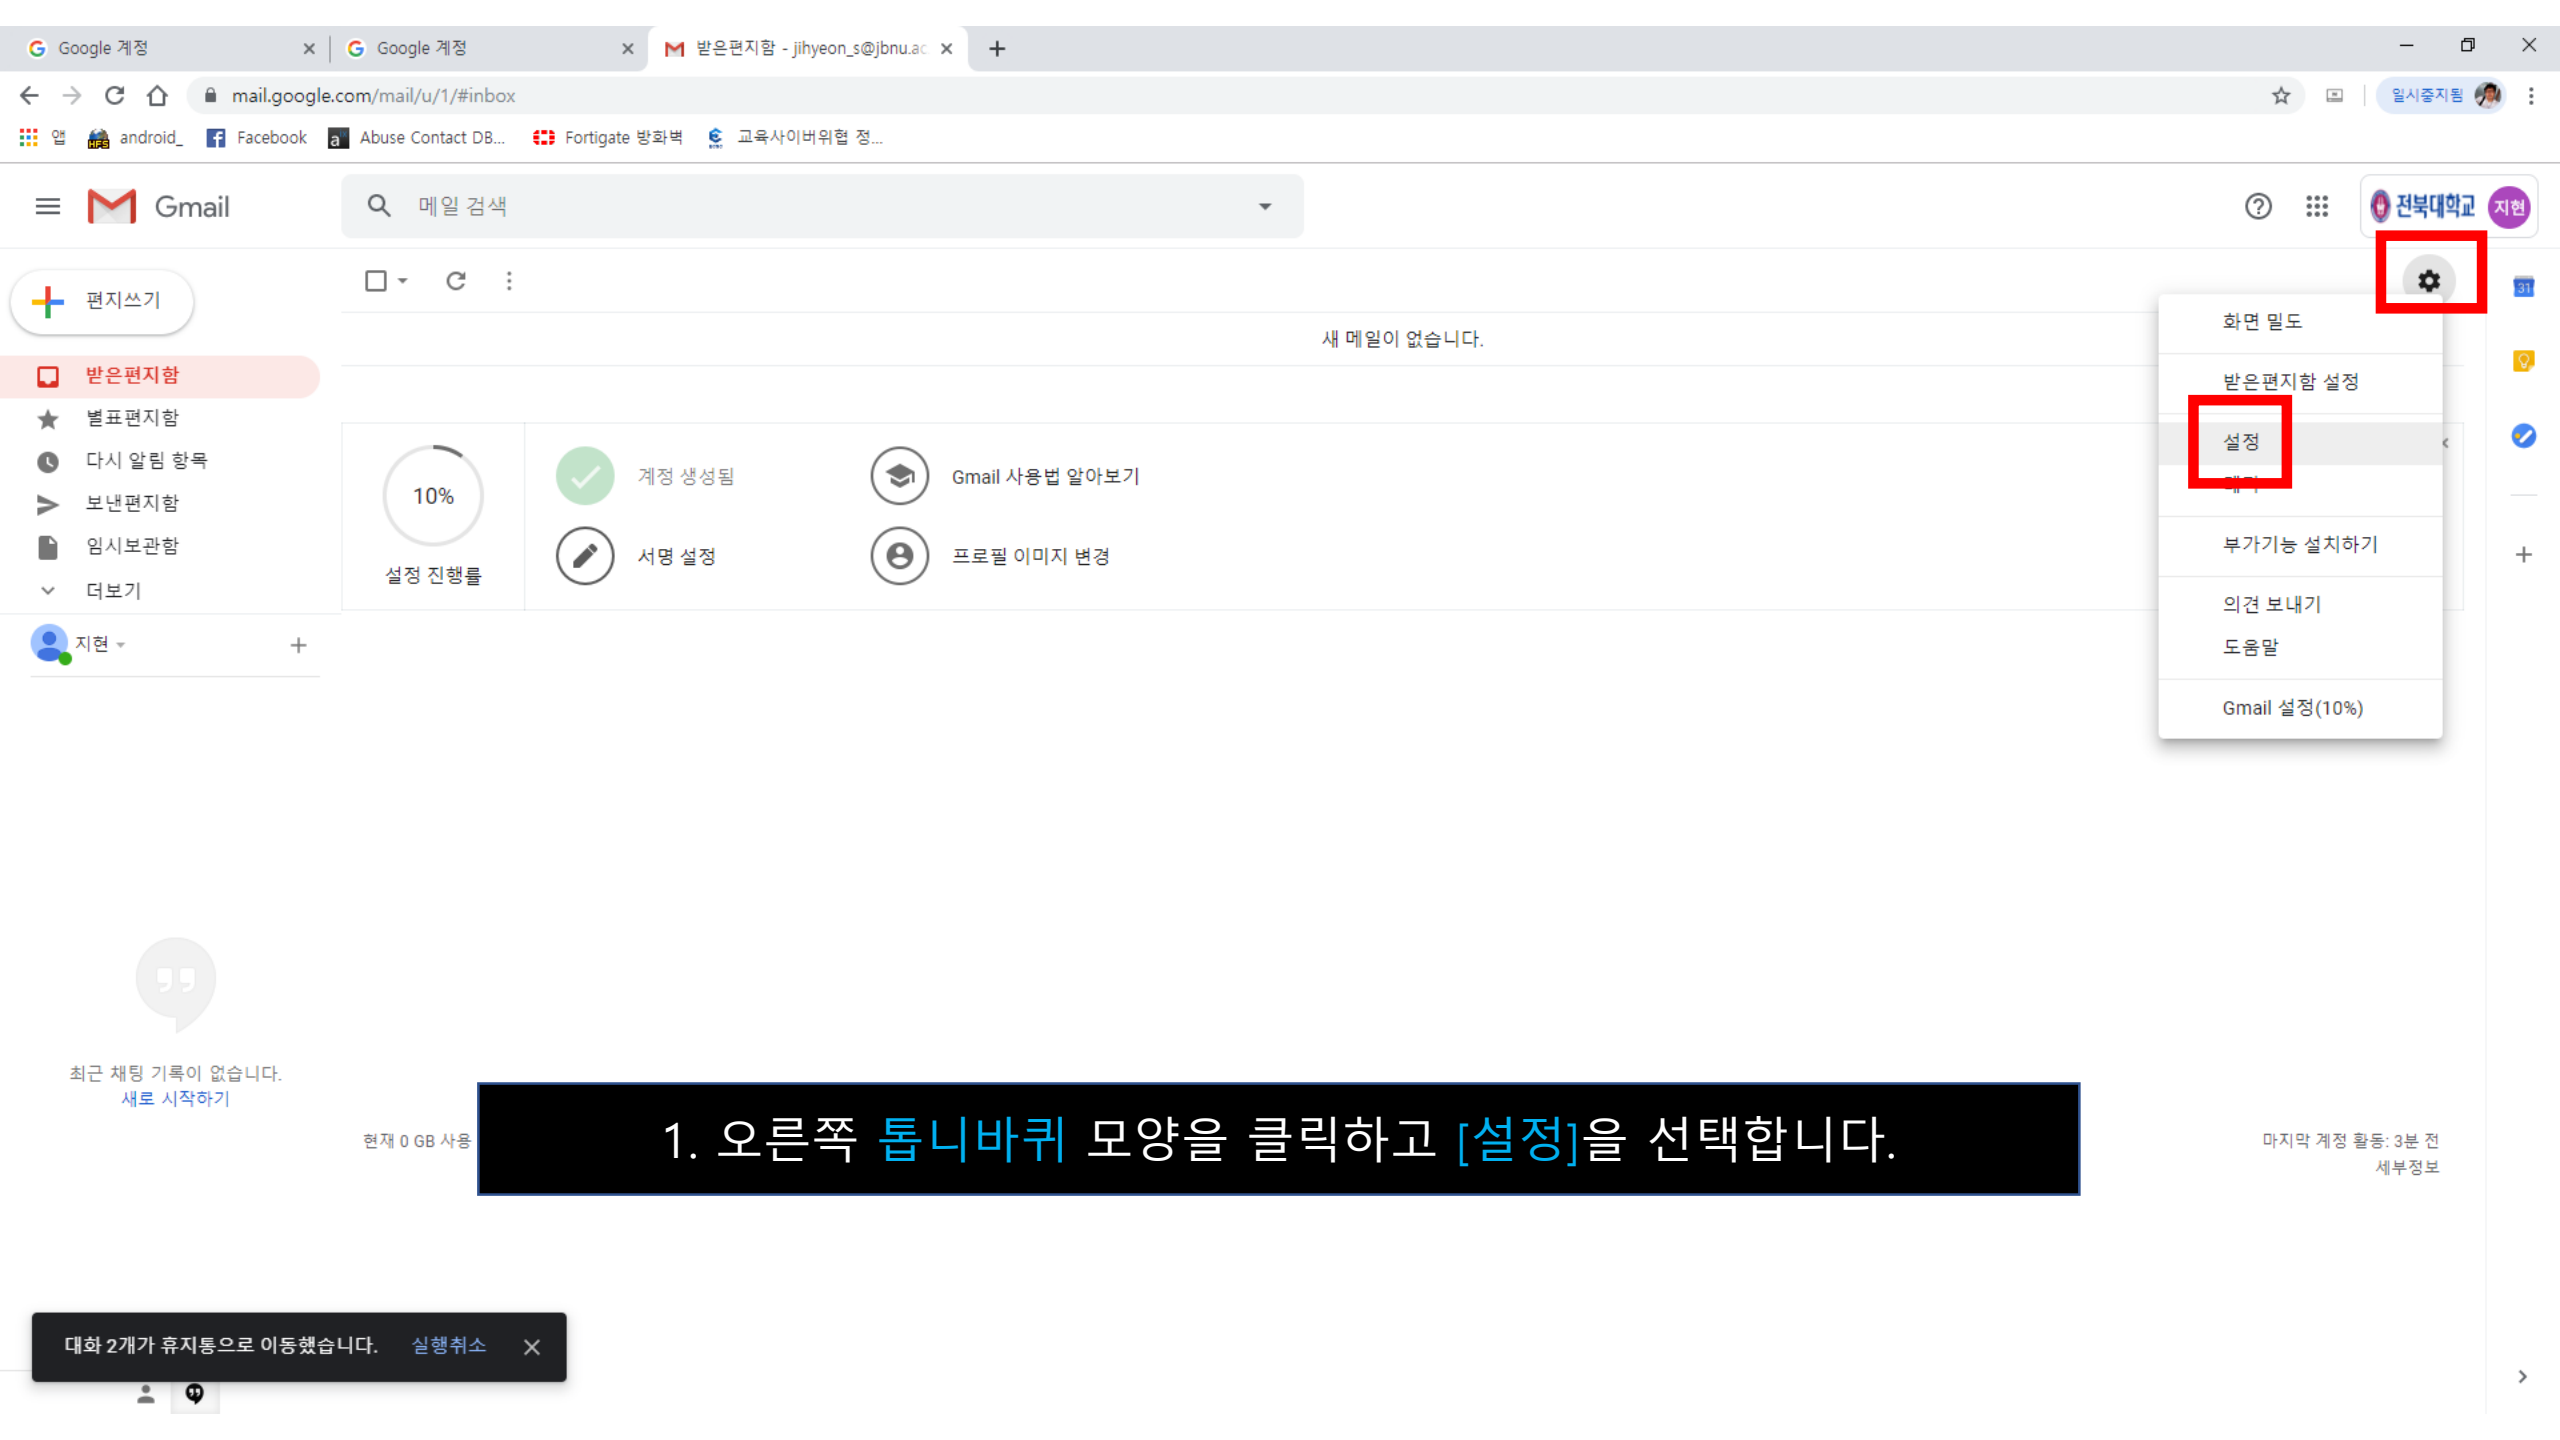 Google 계정
Google 계정
받은편지함 - jihyeon_s@jbnu.ac
mail.google.com/mail/u/1/#inbox
일시중지됨
앱
android_
Facebook
Abuse Contact DB...
Fortigate 방화벽
교육사이버위협 정...
Gmail
메일 검색
전북대학교
지현
편지쓰기
받은편지함
별표편지함
다시 알림 항목
보낸편지함
임시보관함
더보기
지현
새 메일이 없습니다.
10%
설정 진행률
계정 생성됨
Gmail 사용법 알아보기
서명 설정
프로필 이미지 변경
화면 밀도
받은편지함 설정
설정
부가기능 설치하기
의견 보내기
도움말
Gmail 설정(10%)
31
최근 채팅 기록이 없습니다.
새로 시작하기
현재 0 GB 사용
1. 오른쪽 톱니바퀴 모양을 클릭하고 [설정]을 선택합니다.
마지막 계정 활동: 3분 전
세부정보
대화 2개가 휴지통으로 이동했습니다.
실행취소